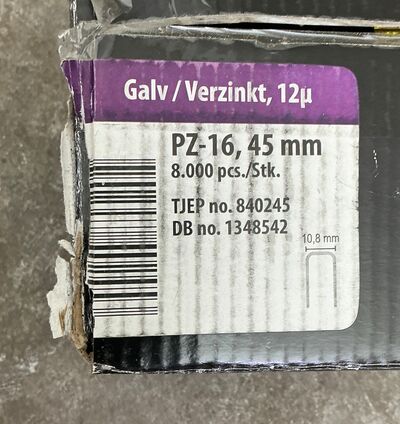 Galv / Verzinkt, 12µ
PZ-16, 45 mm
8.000 pcs./Stk.
TJEP no. 840245
DB no. 1348542
10,8 mm